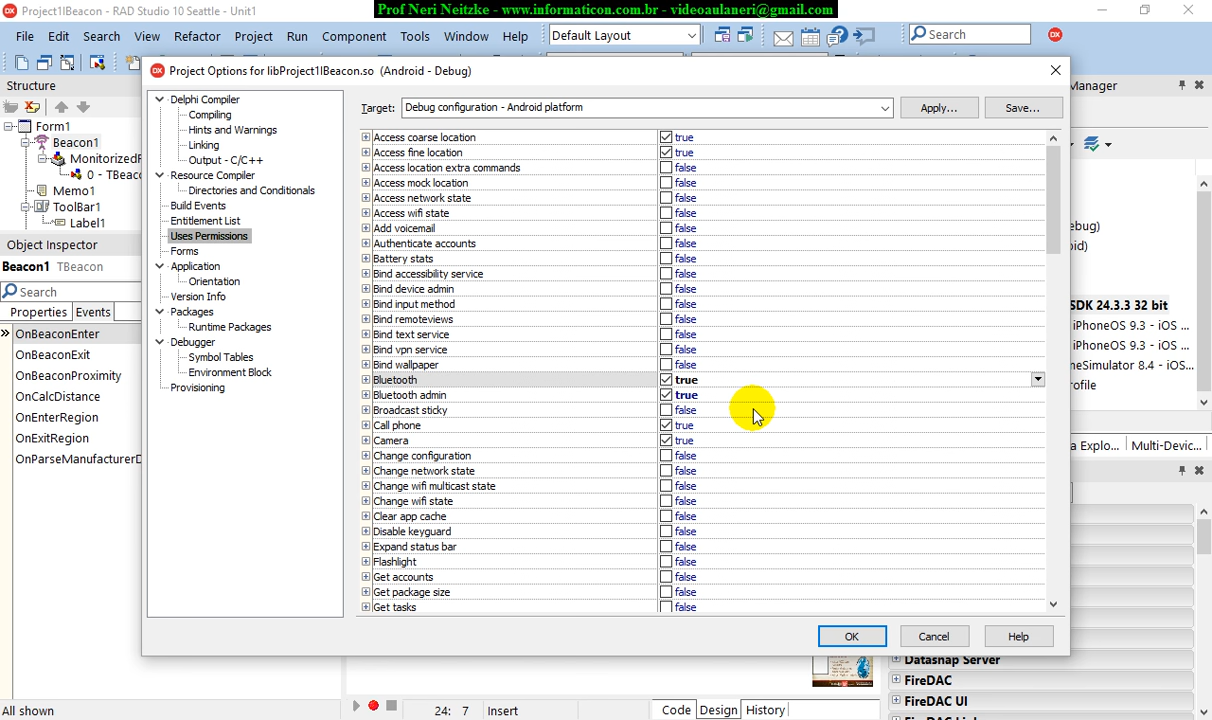 Project1IBeacon - RAD Studio 10 Seattle - Unit1
Prof Neri Neitzke - www.informaticon.com.br - videoaulaneri@gmail.com
File Edit Search View Refactor Project Run Component Tools Window Help
Default Layout
Search
Structure
Form1
Beacon1
Monitorized
0 - TBeac
Memo1
ToolBar1
Label1
Object Inspector
Beacon1 TBeacon
Search
Properties Events
OnBeaconEnter
OnBeaconExit
OnBeaconProximity
OnCalcDistance
OnEnterRegion
OnExitRegion
OnParseManufacturerD
All shown
Project Options for libProject1IBeacon.so (Android - Debug)
Delphi Compiler
Compiling
Hints and Warnings
Linking
Output - C/C++
Resource Compiler
Directories and Conditionals
Build Events
Entitlement List
Uses Permissions
Forms
Application
Orientation
Version Info
Packages
Runtime Packages
Debugger
Symbol Tables
Environment Block
Provisioning
Target: Debug configuration - Android platform Apply... Save...
Access coarse location true
Access fine location true
Access location extra commands false
Access mock location false
Access network state false
Access wifi state false
Add voicemail false
Authenticate accounts false
Battery stats false
Bind accessibility service false
Bind device admin false
Bind input method false
Bind remoteviews false
Bind text service false
Bind vpn service false
Bind wallpaper false
Bluetooth true
Bluetooth admin true
Broadcast sticky false
Call phone true
Camera true
Change configuration false
Change network state false
Change wifi multicast state false
Change wifi state false
Clear app cache false
Disable keyguard false
Expand status bar false
Flashlight false
Get accounts false
Get package size false
Get tasks false
OK Cancel Help
Manager
ebug)
oid)
SDK 24.3.3 32 bit
iPhoneOS 9.3 - iOS ...
iPhoneOS 9.3 - iOS ...
neSimulator 8.4 - iOS...
ofile
a Explo... Multi-Devic...
Datasnap Server
FireDAC
FireDAC UI
24: 7 Insert
Code Design History